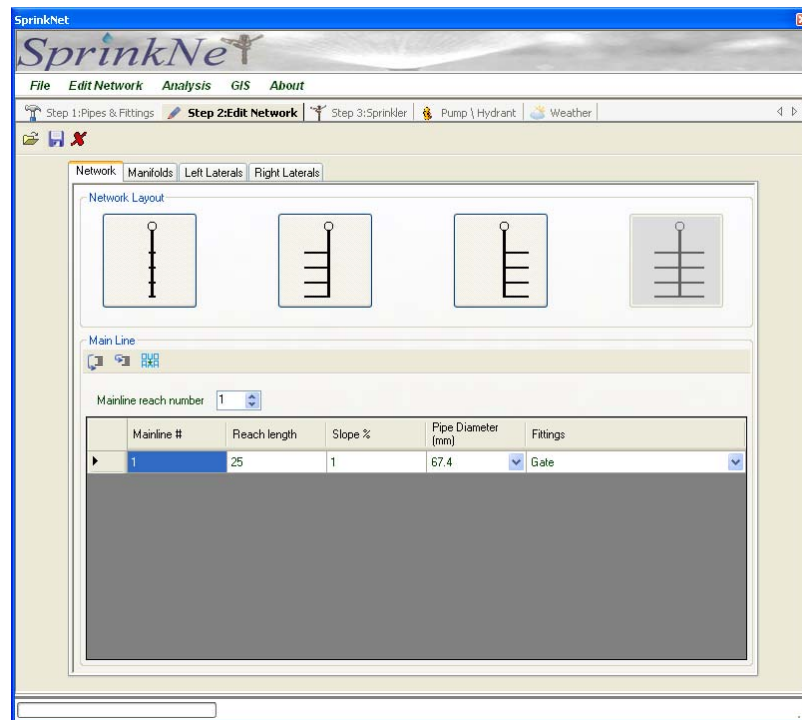 SprinkNet
SprinkNeT
File Edit Network Analysis GIS About
Step 1:Pipes & Fittings Step 2:Edit Network Step 3:Sprinkler Pump \ Hydrant Weather
Network Manifolds Left Laterals Right Laterals
Network Layout
Main Line
Mainline reach number 1
Mainline # Reach length Slope % Pipe Diameter (mm) Fittings
1 25 1 67.4 Gate